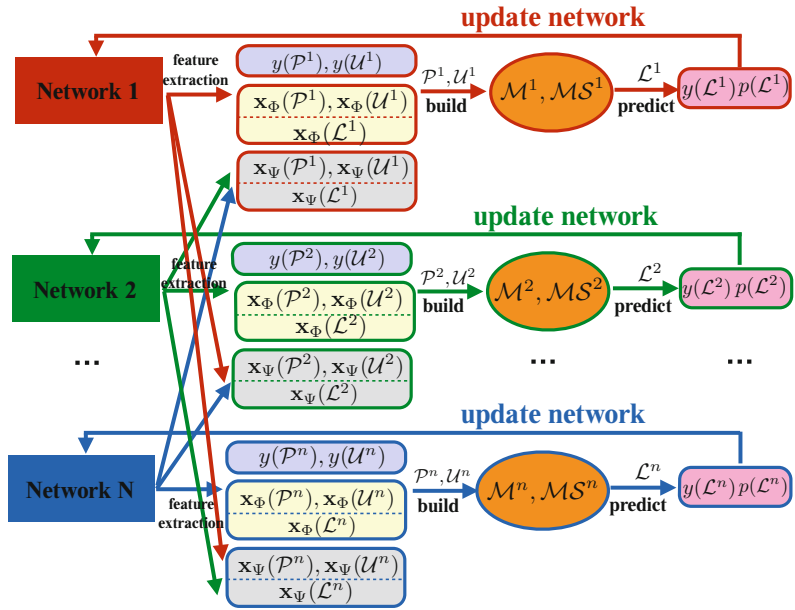 update network
Network 1
feature extraction
y(𝒫¹), y(𝒰¹)
x_Φ(𝒫¹), x_Φ(𝒰¹)
x_Φ(ℒ¹)
x_Ψ(𝒫¹), x_Ψ(𝒰¹)
x_Ψ(ℒ¹)
𝒫¹, 𝒰¹
build
ℳ¹, ℳ𝒮¹
ℒ¹
predict
y(ℒ¹) p(ℒ¹)
update network
Network 2
feature extraction
y(𝒫²), y(𝒰²)
x_Φ(𝒫²), x_Φ(𝒰²)
x_Φ(ℒ²)
x_Ψ(𝒫²), x_Ψ(𝒰²)
x_Ψ(ℒ²)
𝒫², 𝒰²
build
ℳ², ℳ𝒮²
ℒ²
predict
y(ℒ²) p(ℒ²)
... ... ...
update network
Network N
feature extraction
y(𝒫ⁿ), y(𝒰ⁿ)
x_Φ(𝒫ⁿ), x_Φ(𝒰ⁿ)
x_Φ(ℒⁿ)
x_Ψ(𝒫ⁿ), x_Ψ(𝒰ⁿ)
x_Ψ(ℒⁿ)
𝒫ⁿ, 𝒰ⁿ
build
ℳⁿ, ℳ𝒮ⁿ
ℒⁿ
predict
y(ℒⁿ) p(ℒⁿ)